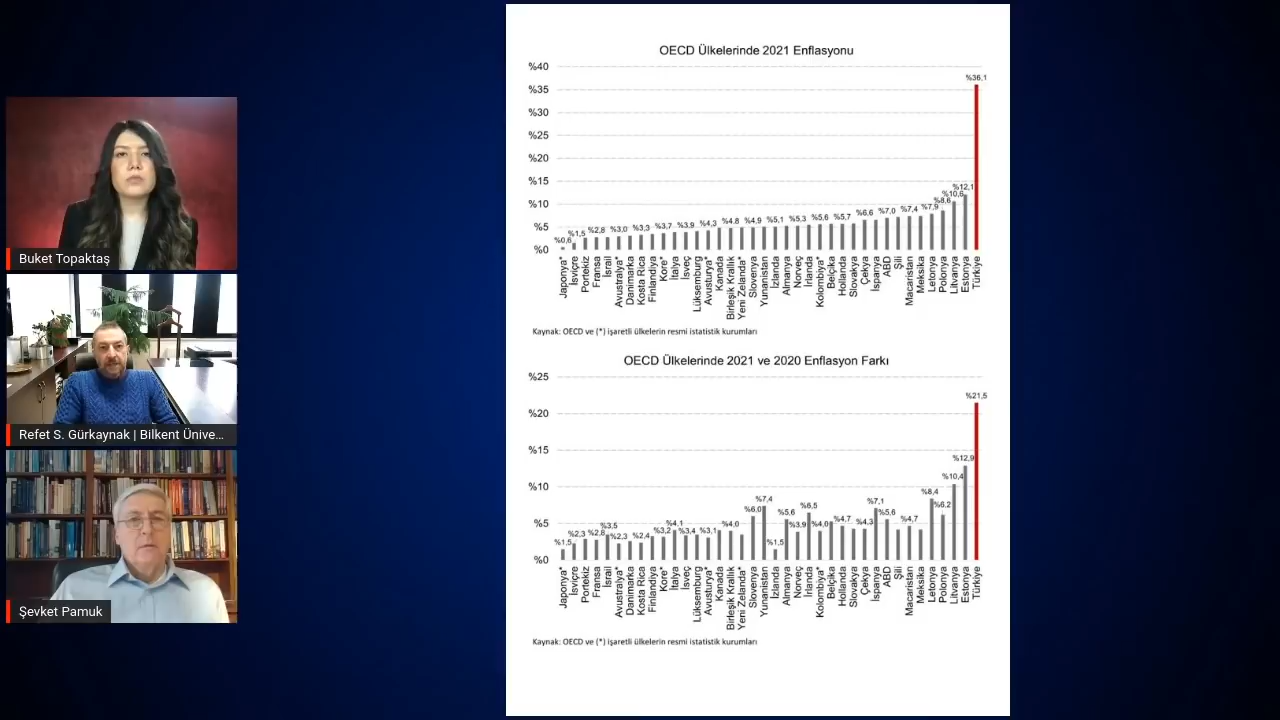 Buket Topaktaş
Refet S. Gürkaynak | Bilkent Ünive...
Şevket Pamuk
OECD Ülkelerinde 2021 Enflasyonu
%40
%35
%30
%25
%20
%15
%10
%5
%0
%0,6 %1,5 %2,8 %3,0 %3,3 %3,7 %3,9 %4,3 %4,8 %4,9 %5,1 %5,3 %5,6 %5,7 %6,6 %7,0 %7,4 %7,9 %8,6 %10,6 %12,1 %36,1
Japonya* İsviçre Portekiz Fransa İsrail Avustralya* Danimarka Kosta Rica Finlandiya Kore* İtalya İsveç Lüksemburg Avusturya* Kanada Birleşik Krallık Yeni Zelanda* Slovenya Yunanistan İzlanda Almanya Norveç İrlanda Kolombiya* Belçika Hollanda Slovakya Çekya İspanya ABD Şili Macaristan Meksika Letonya Polonya Litvanya Estonya Türkiye
Kaynak: OECD ve (*) işaretli ülkelerin resmi istatistik kurumları
OECD Ülkelerinde 2021 ve 2020 Enflasyon Farkı
%25
%20
%15
%10
%5
%0
%1,5 %2,3 %2,8 %3,5 %2,3 %2,4 %3,2 %4,1 %3,4 %3,1 %4,0 %6,0 %7,4 %1,5 %5,6 %3,9 %6,5 %4,0 %4,7 %4,3 %7,1 %5,6 %4,7 %8,4 %6,2 %10,4 %12,9 %21,5
Japonya* İsviçre Portekiz Fransa İsrail Avustralya* Danimarka Kosta Rica Finlandiya Kore* İtalya İsveç Lüksemburg Avusturya* Kanada Birleşik Krallık Yeni Zelanda* Slovenya Yunanistan İzlanda Almanya Norveç İrlanda Kolombiya* Belçika Hollanda Slovakya Çekya İspanya ABD Şili Macaristan Meksika Letonya Polonya Litvanya Estonya Türkiye
Kaynak: OECD ve (*) işaretli ülkelerin resmi istatistik kurumları